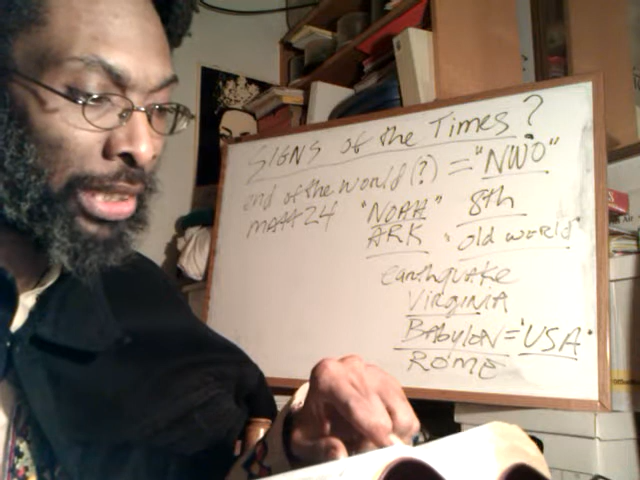 SIGNS of the Times?
end of the world (?) = "NWO"
matt 24 "NOAH" 8th
ARK "old world"
earthquake
VIRGINIA
BABYLON = "USA"
ROME